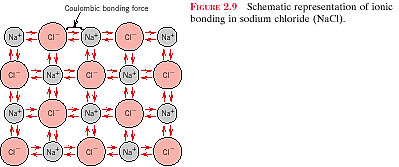 Coulombic bonding force
FIGURE 2.9 Schematic representation of ionic
bonding in sodium chloride (NaCl).
Na+ Cl− Na+ Cl− Na+
Cl− Na+ Cl− Na+ Cl−
Na+ Cl− Na+ Cl− Na+
Cl− Na+ Cl− Na+ Cl−